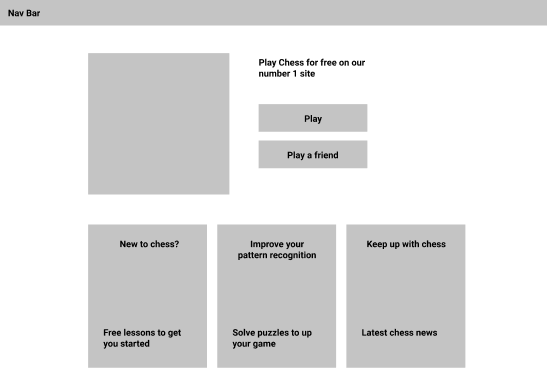 Nav Bar
Play Chess for free on our
number 1 site
Play
Play a friend
New to chess?
Free lessons to get
you started
Improve your
pattern recognition
Solve puzzles to up
your game
Keep up with chess
Latest chess news